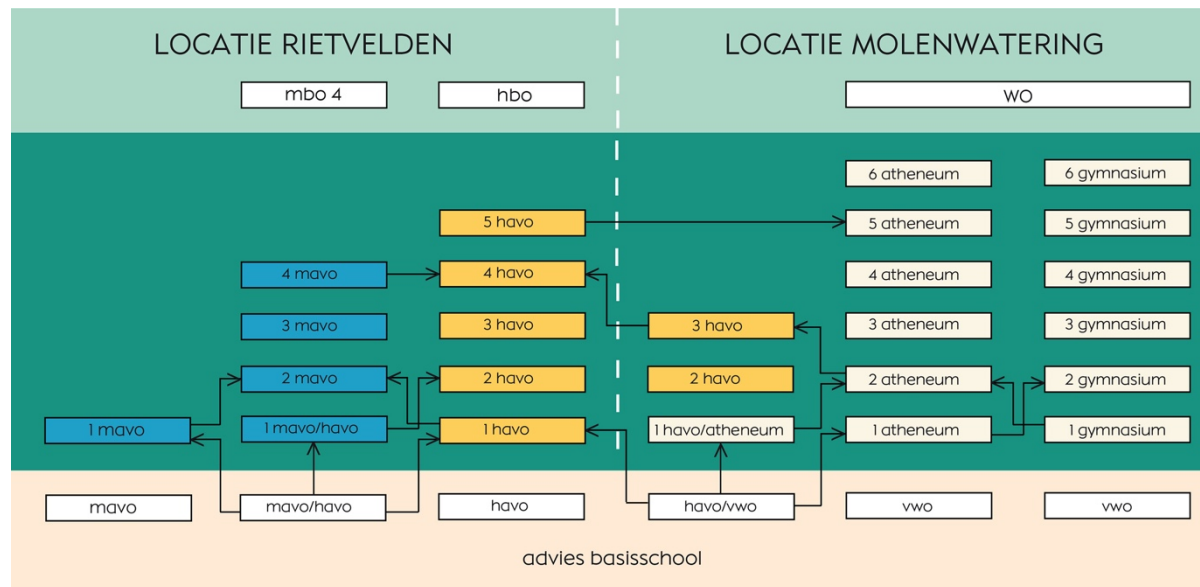 LOCATIE RIETVELDEN
LOCATIE MOLENWATERING
mbo 4
hbo
WO
6 atheneum
6 gymnasium
5 havo
5 atheneum
5 gymnasium
4 mavo
4 havo
4 atheneum
4 gymnasium
3 mavo
3 havo
3 havo
3 atheneum
3 gymnasium
2 mavo
2 havo
2 havo
2 atheneum
2 gymnasium
1 mavo
1 mavo/havo
1 havo
1 havo/atheneum
1 atheneum
1 gymnasium
mavo
mavo/havo
havo
havo/vwo
vwo
vwo
advies basisschool